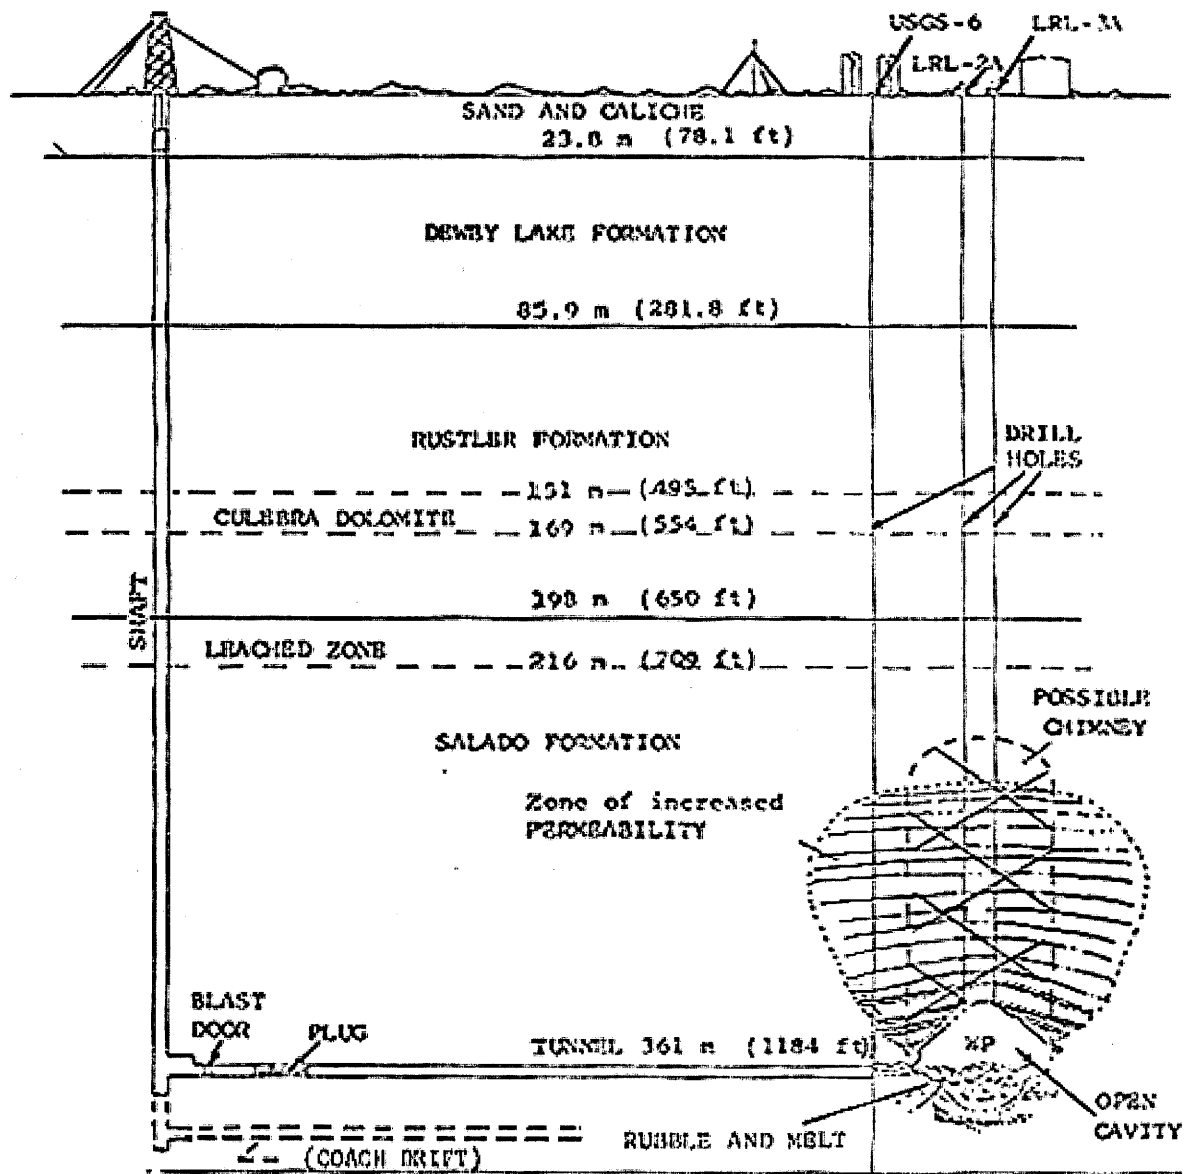 USGS-6
LRL-3A
LRL-2A
SAND AND CALICHE
23.8 m (78.1 ft)
DEWEY LAKE FORMATION
85.9 m (281.8 ft)
RUSTLER FORMATION
DRILL
HOLES
151 m (495 ft)
CULEBRA DOLOMITE
169 m (554 ft)
SHAFT
198 m (650 ft)
LEACHED ZONE
216 m (709 ft)
POSSIBLE
CHIMNEY
SALADO FORMATION
Zone of increased
PERMEABILITY
BLAST
DOOR
PLUG
TUNNEL 361 m (1184 ft)
WP
OPEN
CAVITY
RUBBLE AND MELT
(COACH DRIFT)